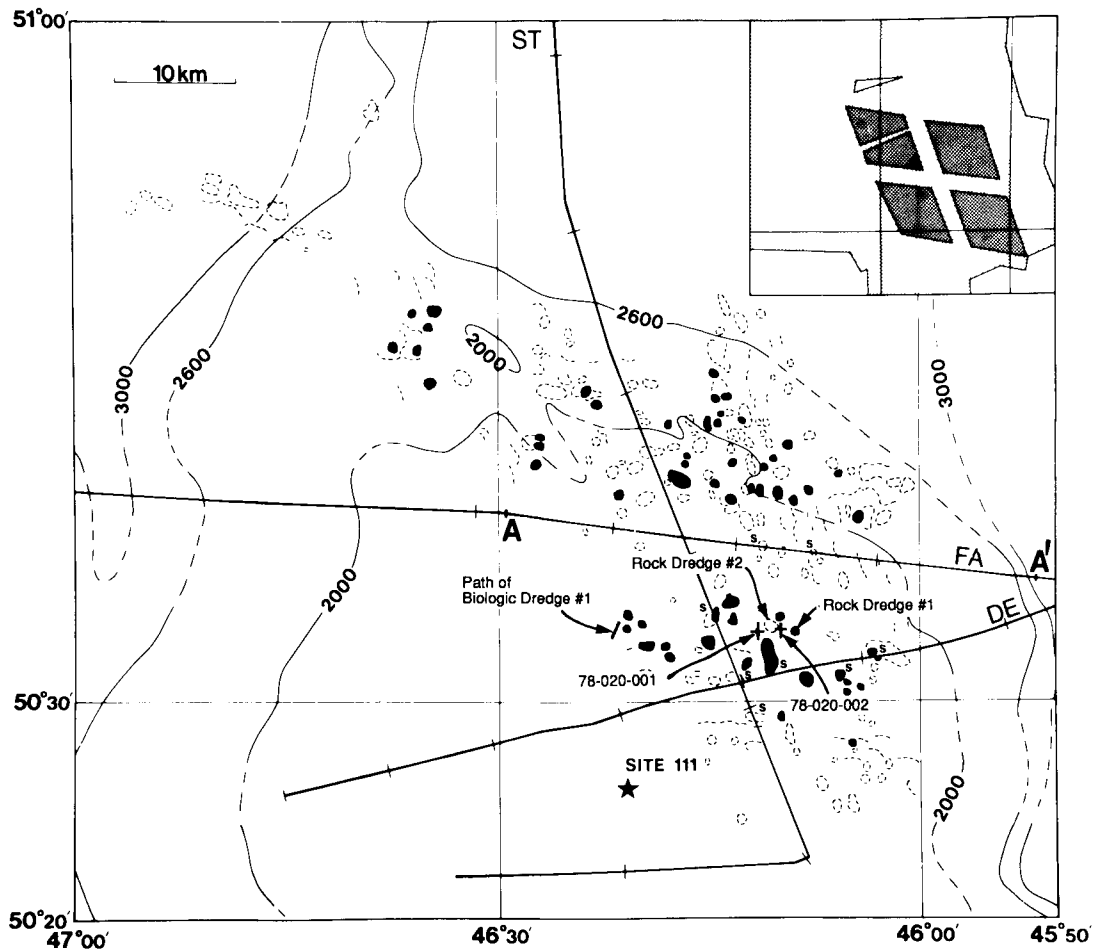 51°00'
ST
10 km
2600
3000
2600
2000
3000
A
S
S
FA
A'
Rock Dredge #2
Path of
Biologic Dredge #1
S
Rock Dredge #1
DE
2000
78-020-001
S
S
S
S
78-020-002
50°30'
S
SITE 111
2000
50°20'
47°00'
46°30'
46°00'
45°50'